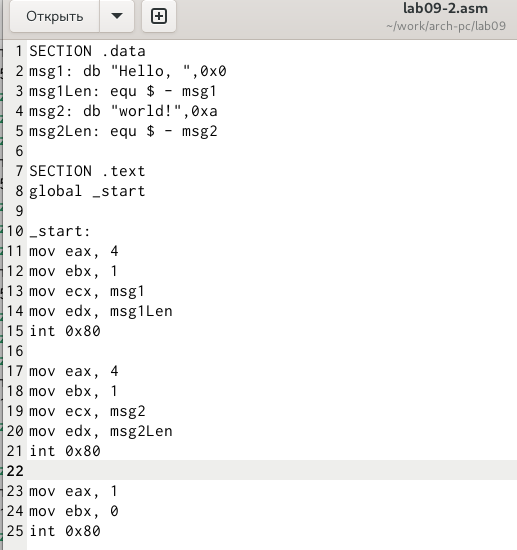 Открыть
lab09-2.asm
~/work/arch-pc/lab09
1 SECTION .data
2 msg1: db "Hello, ",0x0
3 msg1Len: equ $ - msg1
4 msg2: db "world!",0xa
5 msg2Len: equ $ - msg2
6
7 SECTION .text
8 global _start
9
10 _start:
11 mov eax, 4
12 mov ebx, 1
13 mov ecx, msg1
14 mov edx, msg1Len
15 int 0x80
16
17 mov eax, 4
18 mov ebx, 1
19 mov ecx, msg2
20 mov edx, msg2Len
21 int 0x80
22
23 mov eax, 1
24 mov ebx, 0
25 int 0x80